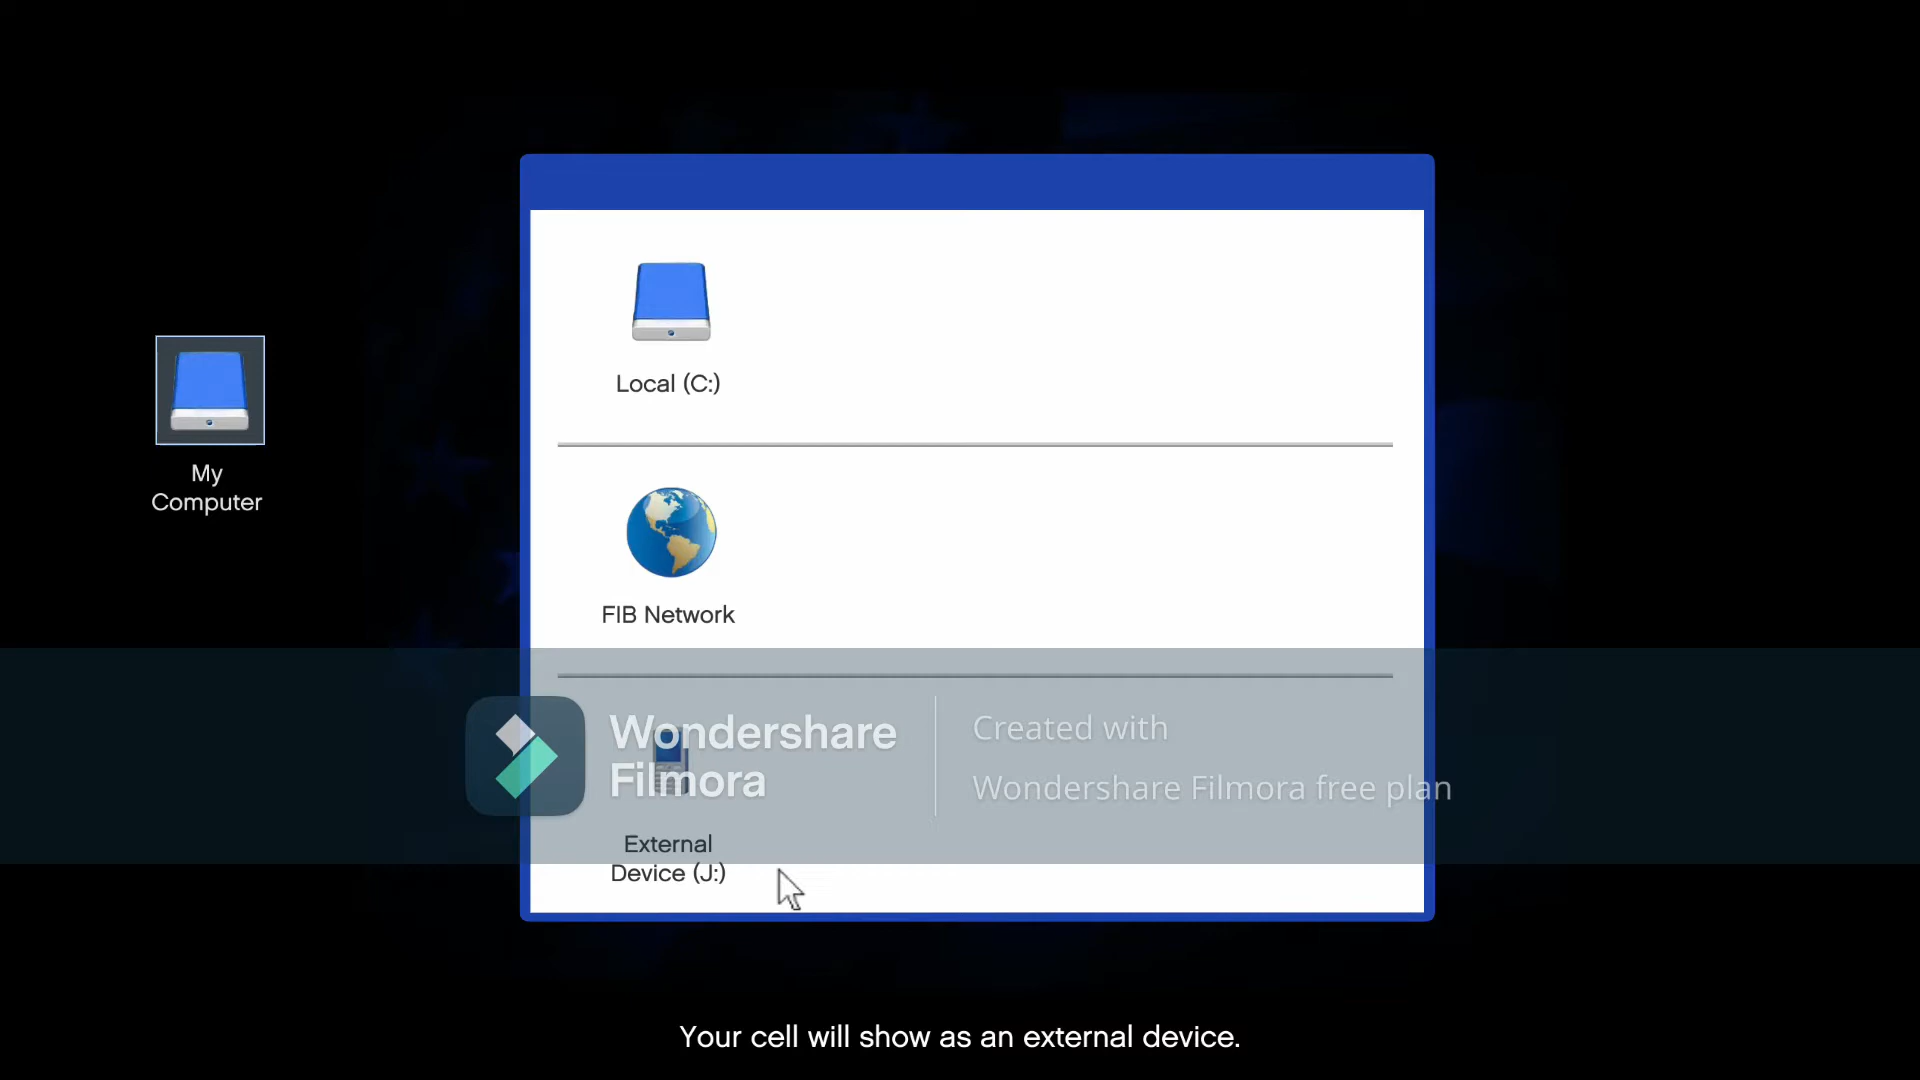 Local (C:)
My
Computer
FIB Network
Wondershare
Filmora
Created with
Wondershare Filmora free plan
External
Device (J:)
Your cell will show as an external device.